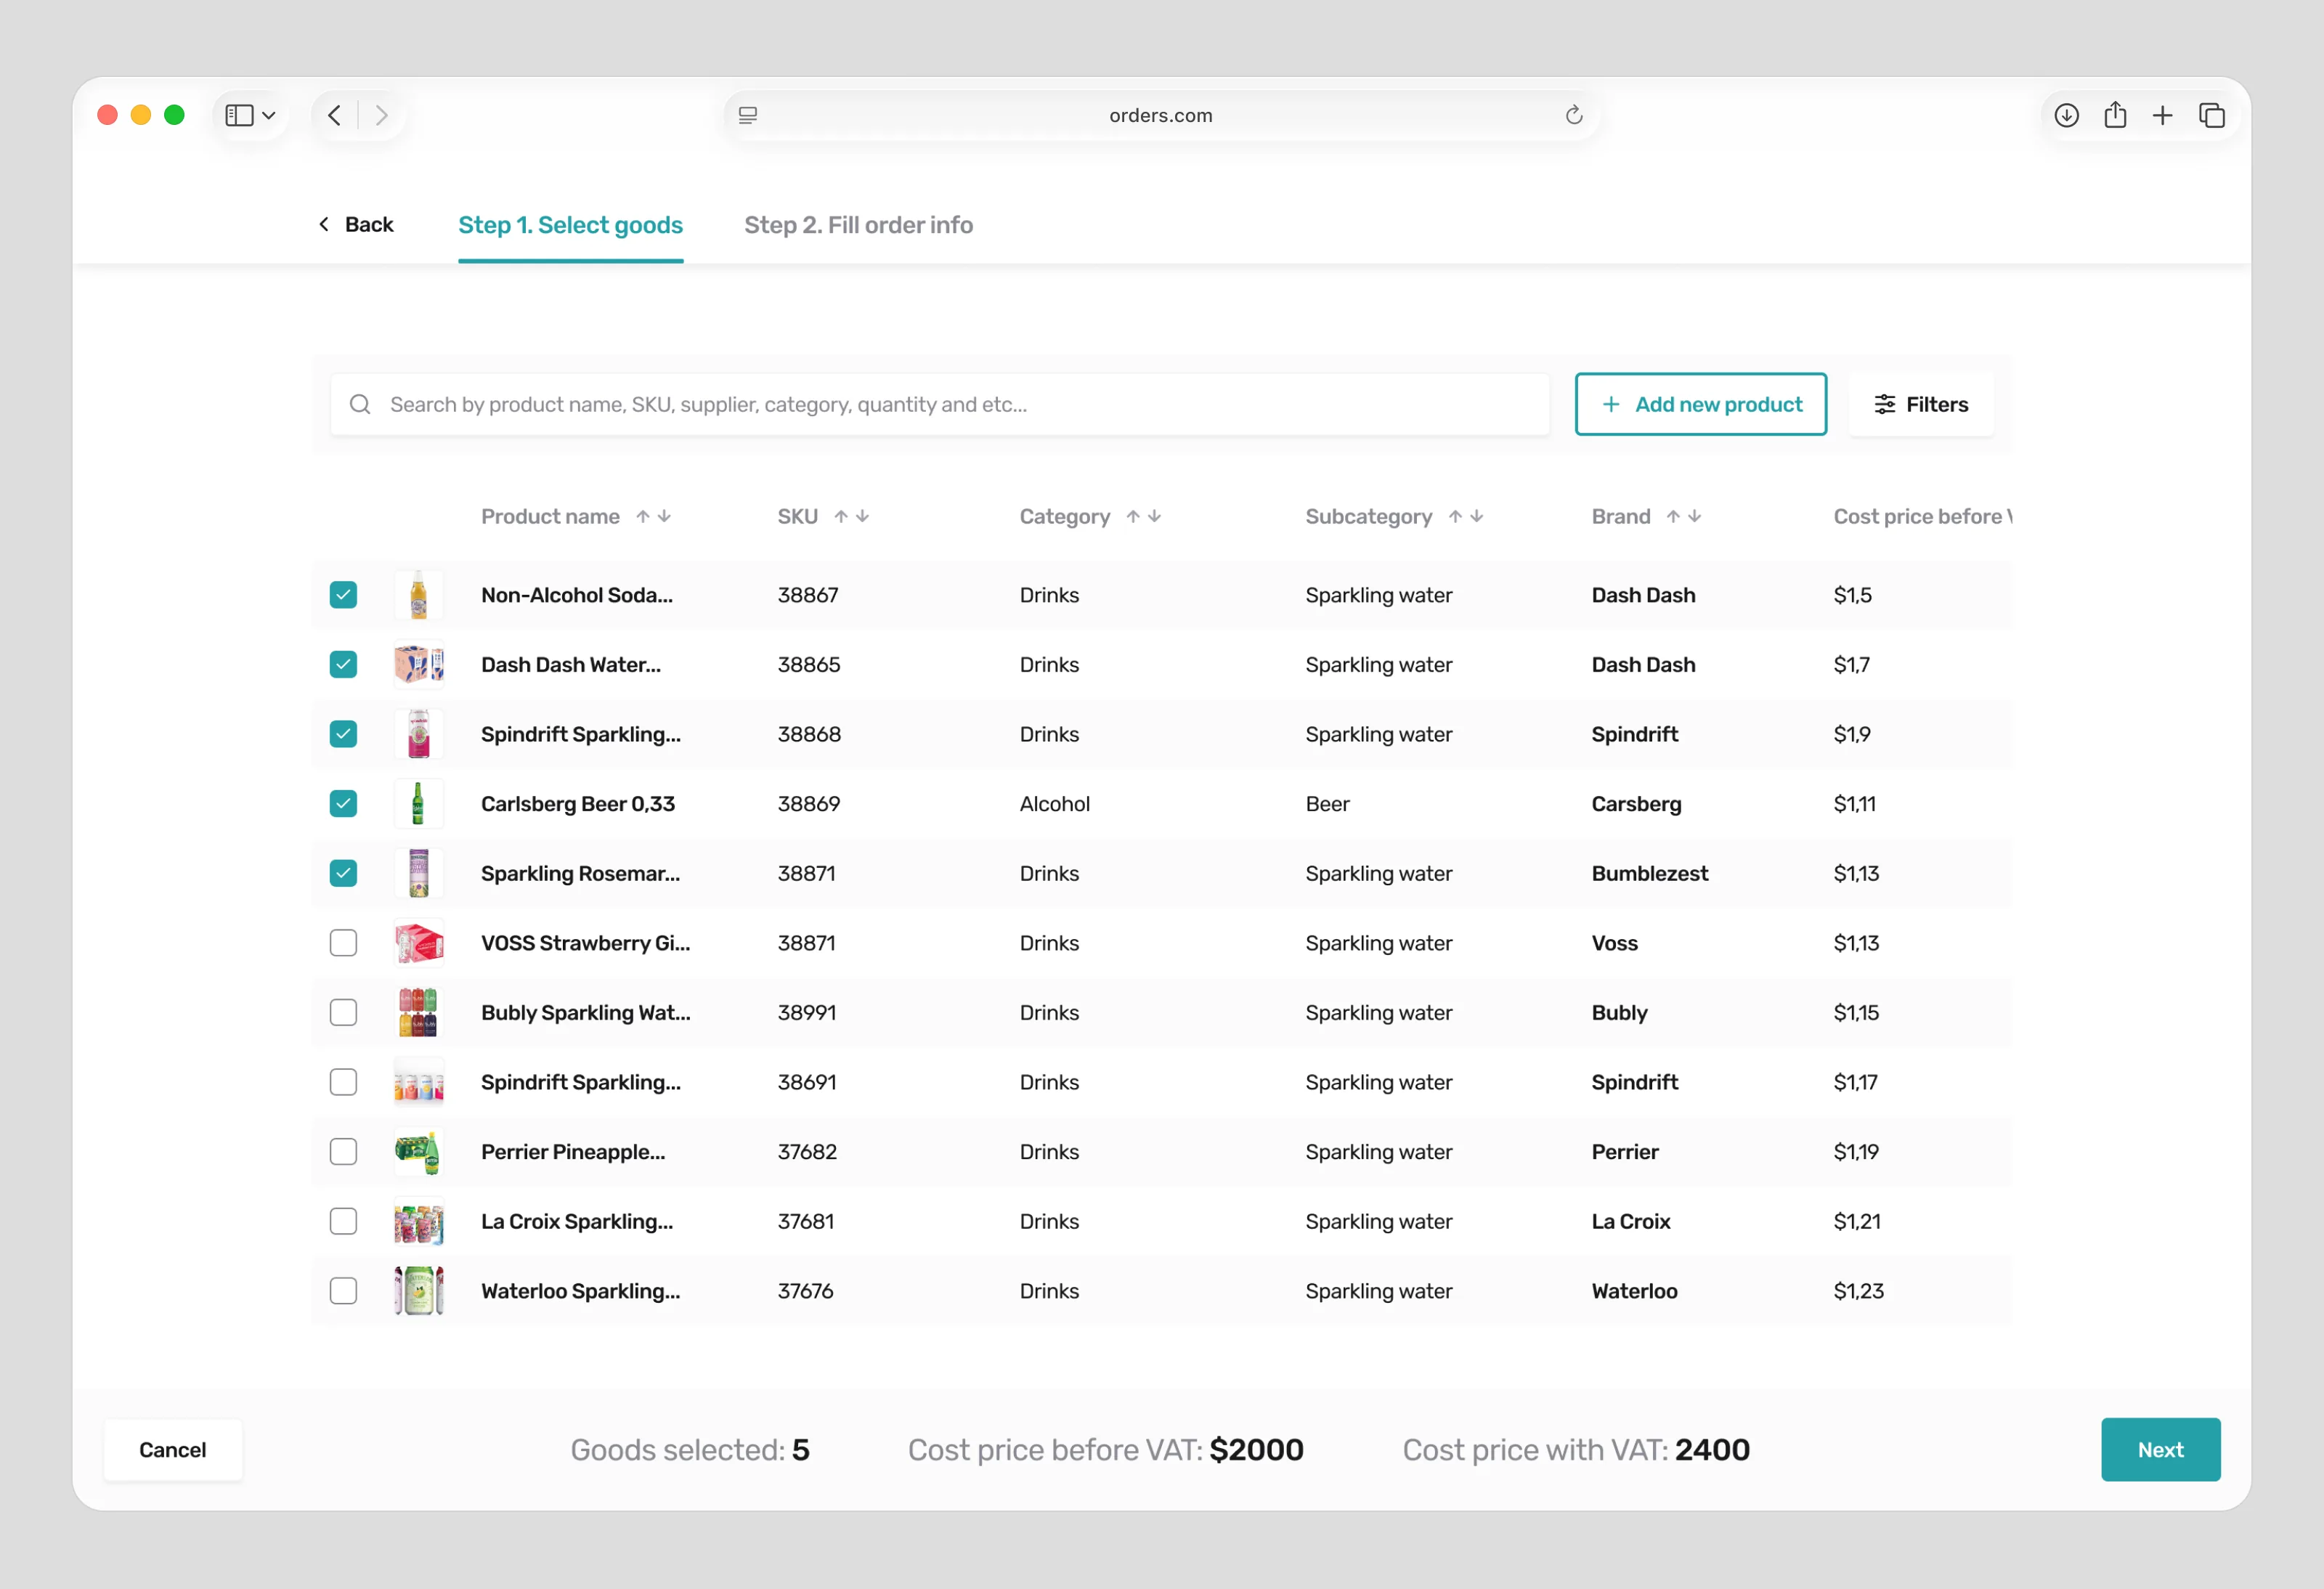 orders.com
Back Step 1. Select goods Step 2. Fill order info
Search by product name, SKU, supplier, category, quantity and etc... Add new product Filters
Product name SKU Category Subcategory Brand Cost price before
Non-Alcohol Soda... 38867 Drinks Sparkling water Dash Dash $1,5
Dash Dash Water... 38865 Drinks Sparkling water Dash Dash $1,7
Spindrift Sparkling... 38868 Drinks Sparkling water Spindrift $1,9
Carlsberg Beer 0,33 38869 Alcohol Beer Carsberg $1,11
Sparkling Rosemar... 38871 Drinks Sparkling water Bumblezest $1,13
VOSS Strawberry Gi... 38871 Drinks Sparkling water Voss $1,13
Bubly Sparkling Wat... 38991 Drinks Sparkling water Bubly $1,15
Spindrift Sparkling... 38691 Drinks Sparkling water Spindrift $1,17
Perrier Pineapple... 37682 Drinks Sparkling water Perrier $1,19
La Croix Sparkling... 37681 Drinks Sparkling water La Croix $1,21
Waterloo Sparkling... 37676 Drinks Sparkling water Waterloo $1,23
Cancel Goods selected: 5 Cost price before VAT: $2000 Cost price with VAT: 2400 Next